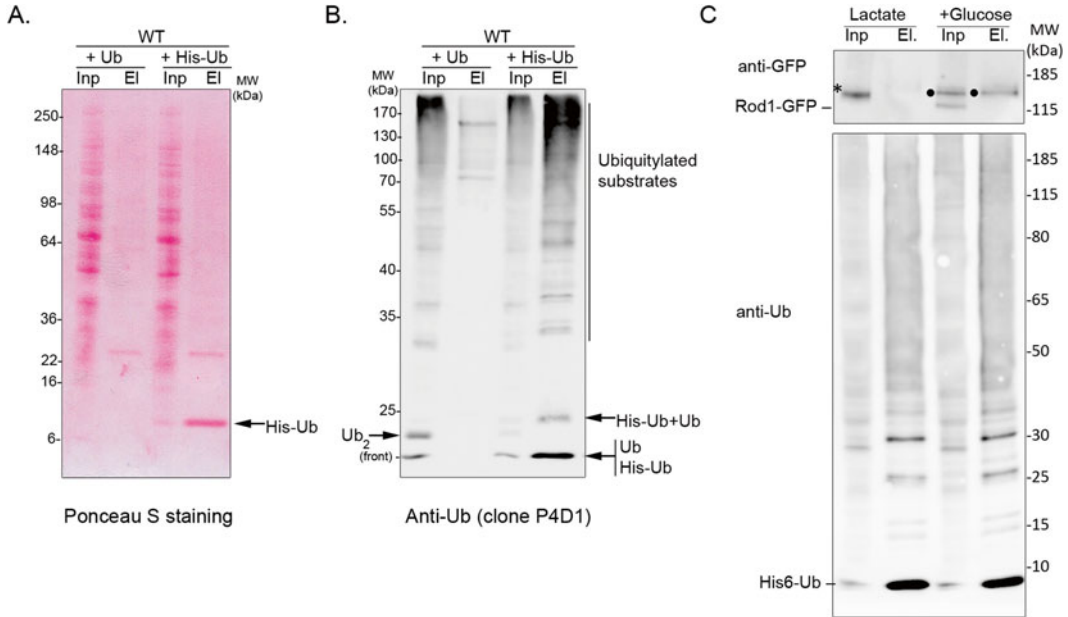 A.
WT
+ Ub + His-Ub
Inp El Inp El
MW
(kDa)
250
148
98
64
36
22
16
6
His-Ub
Ponceau S staining
B.
WT
+ Ub + His-Ub
Inp El Inp El
MW
(kDa)
170
130
100
70
55
40
35
25
Ub2
(front)
Ubiquitylated
substrates
His-Ub+Ub
Ub
His-Ub
Anti-Ub (clone P4D1)
C
Lactate +Glucose
Inp El. Inp El.
MW
(kDa)
anti-GFP
*
Rod1-GFP
185
115
anti-Ub
185
115
80
65
50
30
25
15
10
His6-Ub